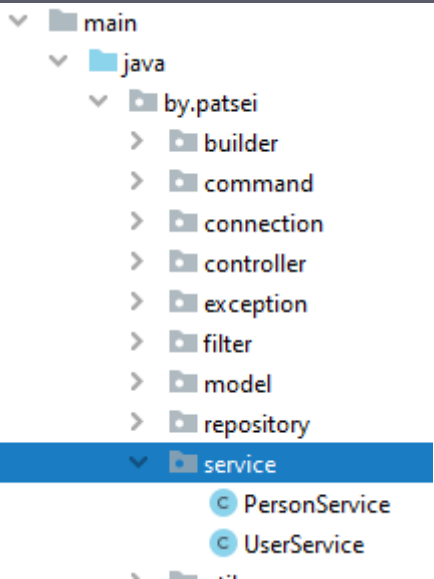 main
java
by.patsei
builder
command
connection
controller
exception
filter
model
repository
service
PersonService
UserService